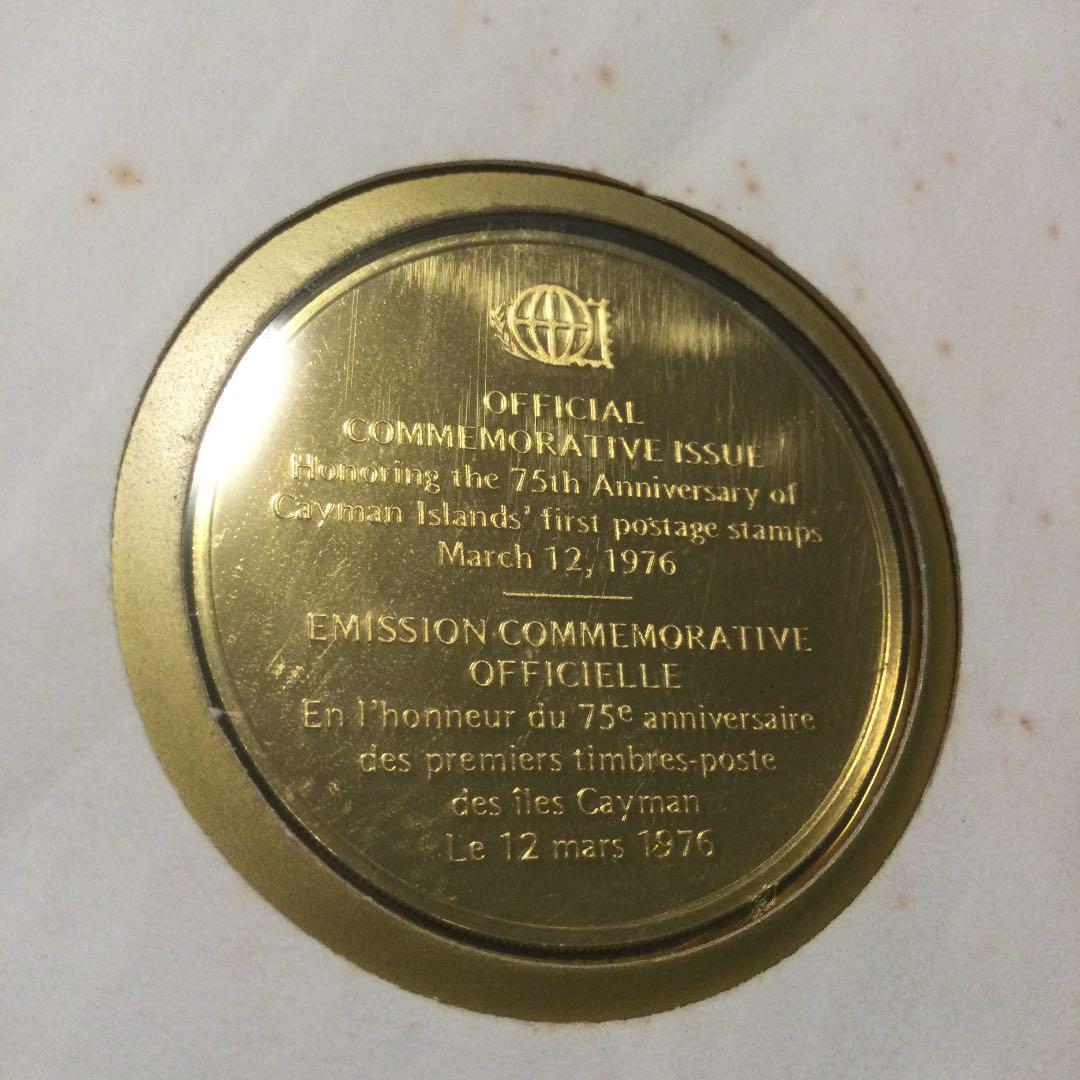 OFFICIAL
COMMEMORATIVE ISSUE
Honoring the 75th Anniversary of
Cayman Islands' first postage stamps
March 12, 1976
EMISSION COMMEMORATIVE
OFFICIELLE
En l'honneur du 75e anniversaire
des premiers timbres-poste
des îles Cayman
Le 12 mars 1976